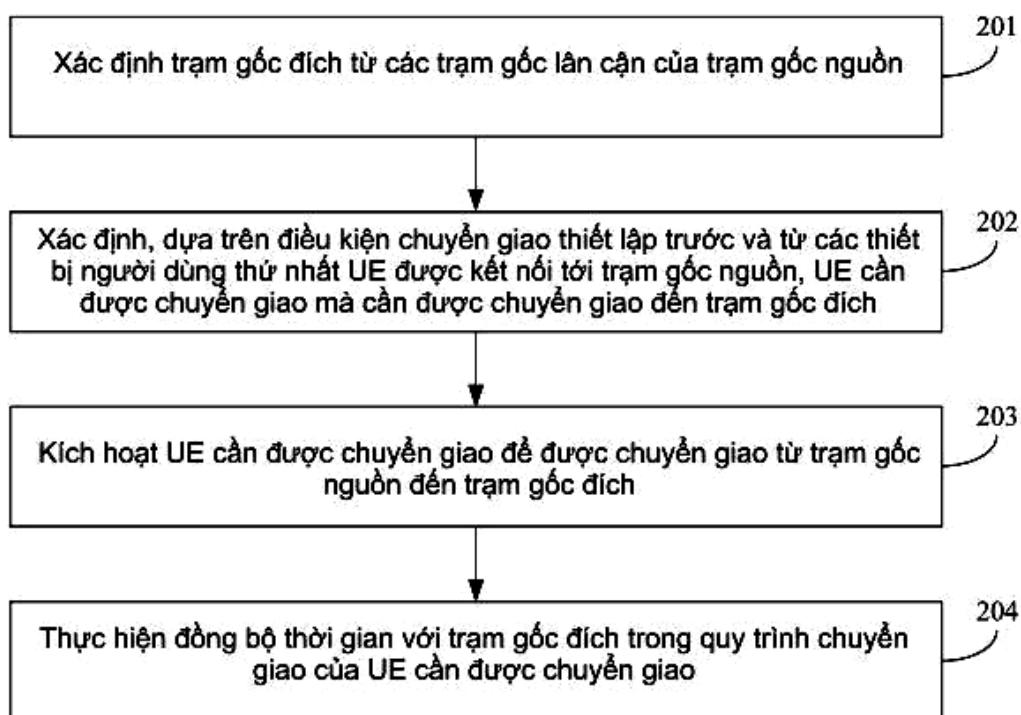 201
Xác định trạm gốc đích từ các trạm gốc lân cận của trạm gốc nguồn
202
Xác định, dựa trên điều kiện chuyển giao thiết lập trước và từ các thiết
bị người dùng thứ nhất UE được kết nối tới trạm gốc nguồn, UE cần
được chuyển giao mà cần được chuyển giao đến trạm gốc đích
203
Kích hoạt UE cần được chuyển giao để được chuyển giao từ trạm gốc
nguồn đến trạm gốc đích
204
Thực hiện đồng bộ thời gian với trạm gốc đích trong quy trình chuyển
giao của UE cần được chuyển giao